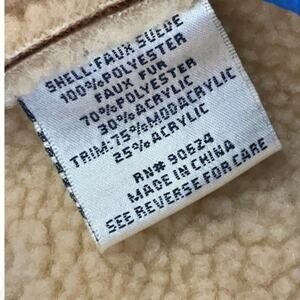 SHELL:FAUX SUEDE
100%POLYESTER
FAUX FUR
70%POLYESTER
30%ACRYLIC
TRIM:75%MODACRYLIC
25%ACRYLIC
RN# 90624
MADE IN CHINA
SEE REVERSE FOR CARE